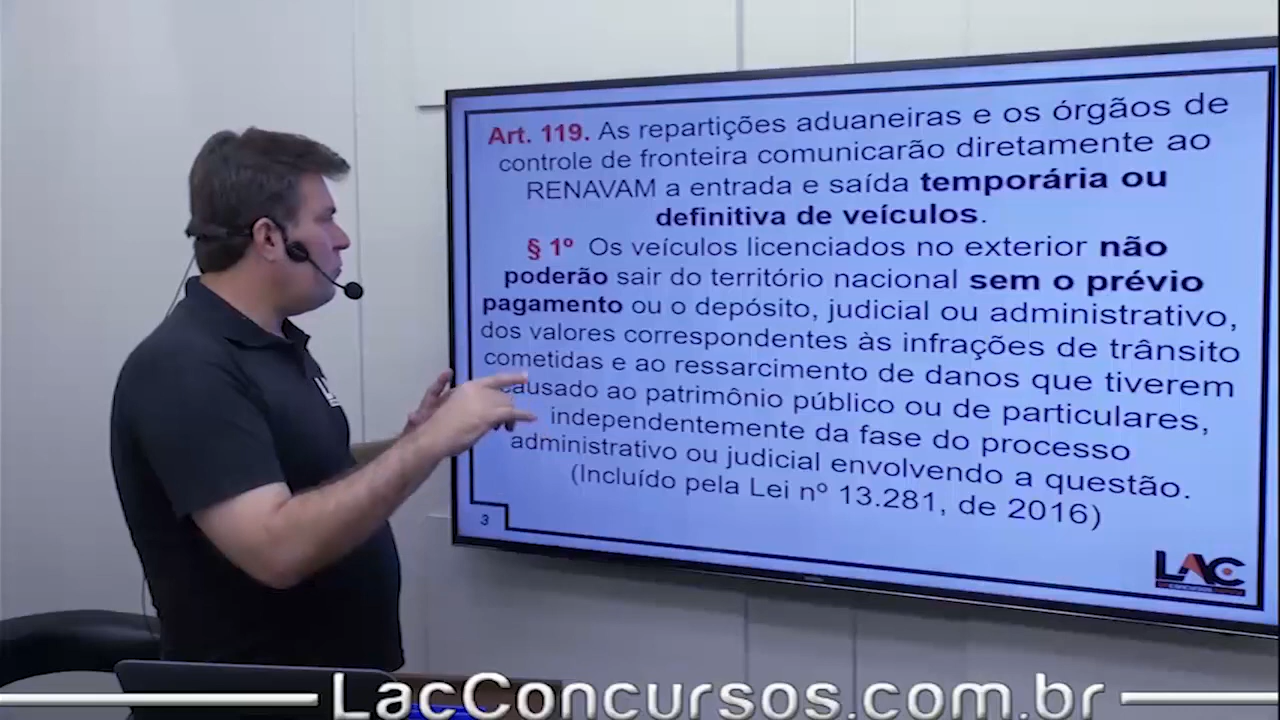 Art. 119. As repartições aduaneiras e os órgãos de
controle de fronteira comunicarão diretamente ao
RENAVAM a entrada e saída temporária ou
definitiva de veículos.
§ 1º Os veículos licenciados no exterior não
poderão sair do território nacional sem o prévio
pagamento ou o depósito, judicial ou administrativo,
dos valores correspondentes às infrações de trânsito
cometidas e ao ressarcimento de danos que tiverem
causado ao patrimônio público ou de particulares,
independentemente da fase do processo
administrativo ou judicial envolvendo a questão.
(Incluído pela Lei nº 13.281, de 2016)
3
LAC
LacConcursos.com.br